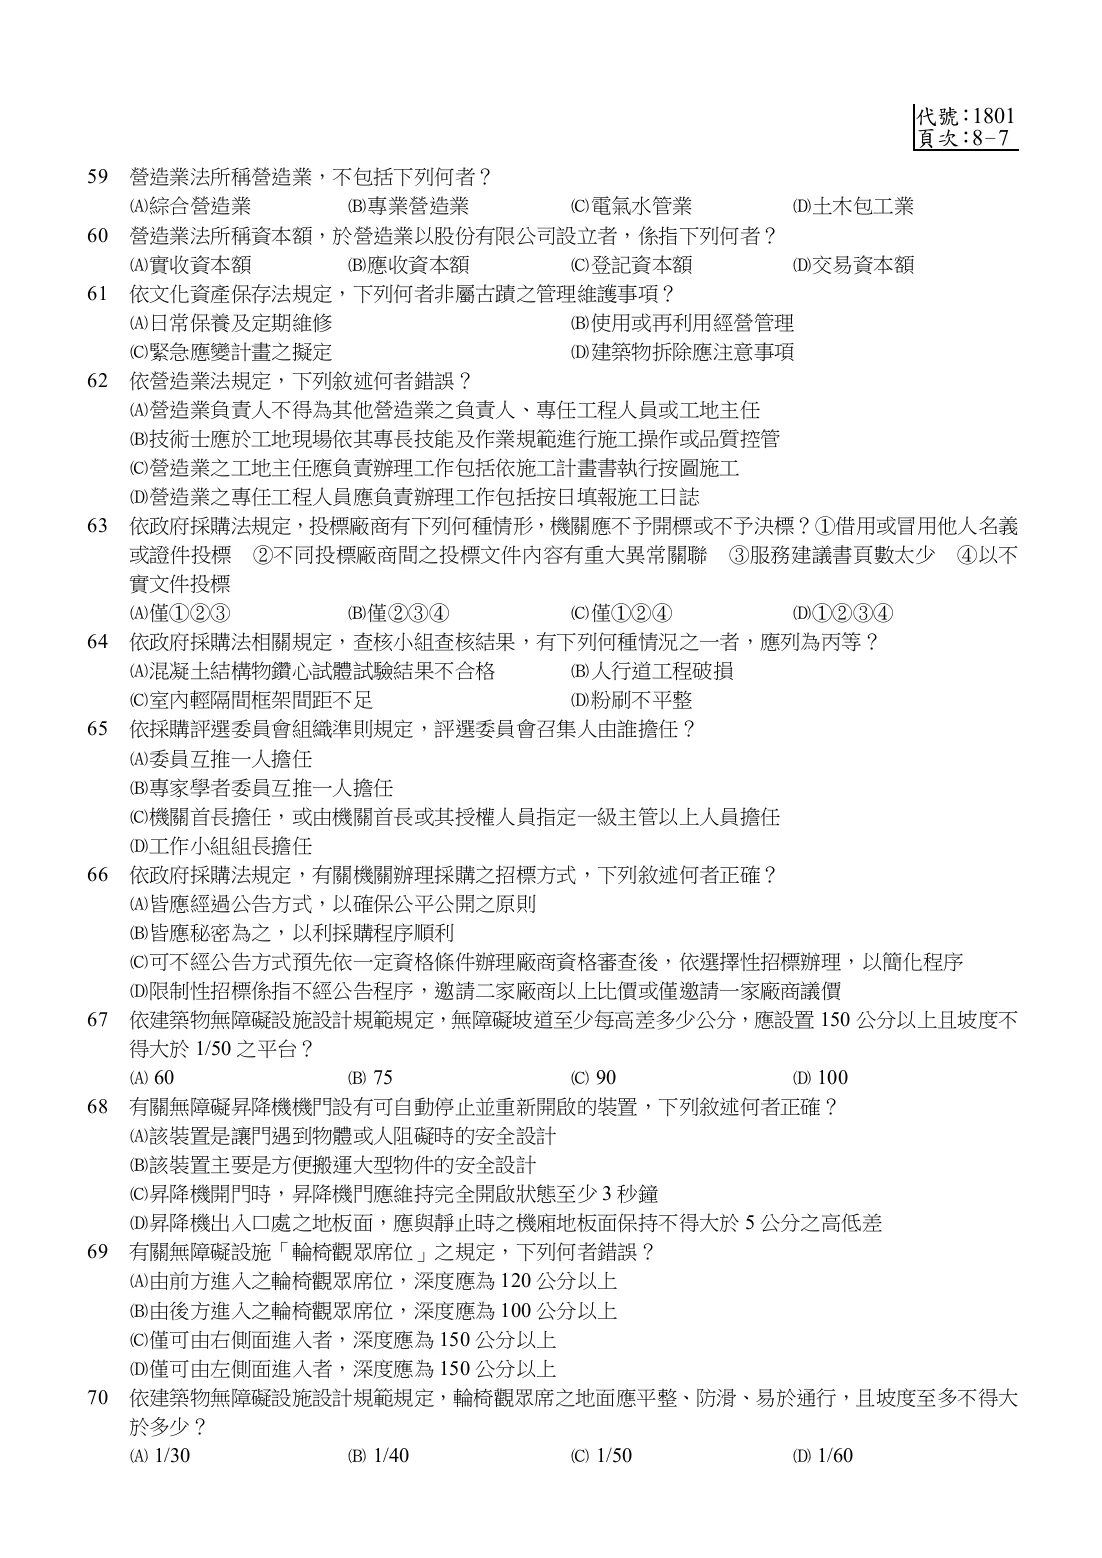 代號：1801
頁次：8－7
59 營造業法所稱營造業，不包括下列何者？
(A)綜合營造業 (B)專業營造業 (C)電氣水管業 (D)土木包工業
60 營造業法所稱資本額，於營造業以股份有限公司設立者，係指下列何者？
(A)實收資本額 (B)應收資本額 (C)登記資本額 (D)交易資本額
61 依文化資產保存法規定，下列何者非屬古蹟之管理維護事項？
(A)日常保養及定期維修 (B)使用或再利用經營管理
(C)緊急應變計畫之擬定 (D)建築物拆除應注意事項
62 依營造業法規定，下列敘述何者錯誤？
(A)營造業負責人不得為其他營造業之負責人、專任工程人員或工地主任
(B)技術士應於工地現場依其專長技能及作業規範進行施工操作或品質控管
(C)營造業之工地主任應負責辦理工作包括依施工計畫書執行按圖施工
(D)營造業之專任工程人員應負責辦理工作包括按日填報施工日誌
63 依政府採購法規定，投標廠商有下列何種情形，機關應不予開標或不予決標？①借用或冒用他人名義
或證件投標 ②不同投標廠商間之投標文件內容有重大異常關聯 ③服務建議書頁數太少 ④以不
實文件投標
(A)僅①②③ (B)僅②③④ (C)僅①②④ (D)①②③④
64 依政府採購法相關規定，查核小組查核結果，有下列何種情況之一者，應列為丙等？
(A)混凝土結構物鑽心試體試驗結果不合格 (B)人行道工程破損
(C)室內輕隔間框架間距不足 (D)粉刷不平整
65 依採購評選委員會組織準則規定，評選委員會召集人由誰擔任？
(A)委員互推一人擔任
(B)專家學者委員互推一人擔任
(C)機關首長擔任，或由機關首長或其授權人員指定一級主管以上人員擔任
(D)工作小組組長擔任
66 依政府採購法規定，有關機關辦理採購之招標方式，下列敘述何者正確？
(A)皆應經過公告方式，以確保公平公開之原則
(B)皆應秘密為之，以利採購程序順利
(C)可不經公告方式預先依一定資格條件辦理廠商資格審查後，依選擇性招標辦理，以簡化程序
(D)限制性招標係指不經公告程序，邀請二家廠商以上比價或僅邀請一家廠商議價
67 依建築物無障礙設施設計規範規定，無障礙坡道至少每高差多少公分，應設置 150 公分以上且坡度不
得大於 1/50 之平台？
(A) 60 (B) 75 (C) 90 (D) 100
68 有關無障礙昇降機機門設有可自動停止並重新開啟的裝置，下列敘述何者正確？
(A)該裝置是讓門遇到物體或人阻礙時的安全設計
(B)該裝置主要是方便搬運大型物件的安全設計
(C)昇降機開門時，昇降機門應維持完全開啟狀態至少 3 秒鐘
(D)昇降機出入口處之地板面，應與靜止時之機廂地板面保持不得大於 5 公分之高低差
69 有關無障礙設施「輪椅觀眾席位」之規定，下列何者錯誤？
(A)由前方進入之輪椅觀眾席位，深度應為 120 公分以上
(B)由後方進入之輪椅觀眾席位，深度應為 100 公分以上
(C)僅可由右側面進入者，深度應為 150 公分以上
(D)僅可由左側面進入者，深度應為 150 公分以上
70 依建築物無障礙設施設計規範規定，輪椅觀眾席之地面應平整、防滑、易於通行，且坡度至多不得大
於多少？
(A) 1/30 (B) 1/40 (C) 1/50 (D) 1/60